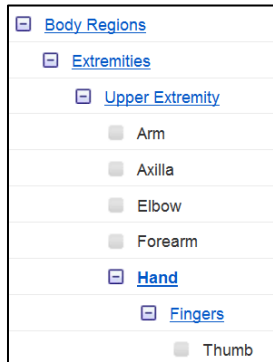 Body Regions
Extremities
Upper Extremity
Arm
Axilla
Elbow
Forearm
Hand
Fingers
Thumb